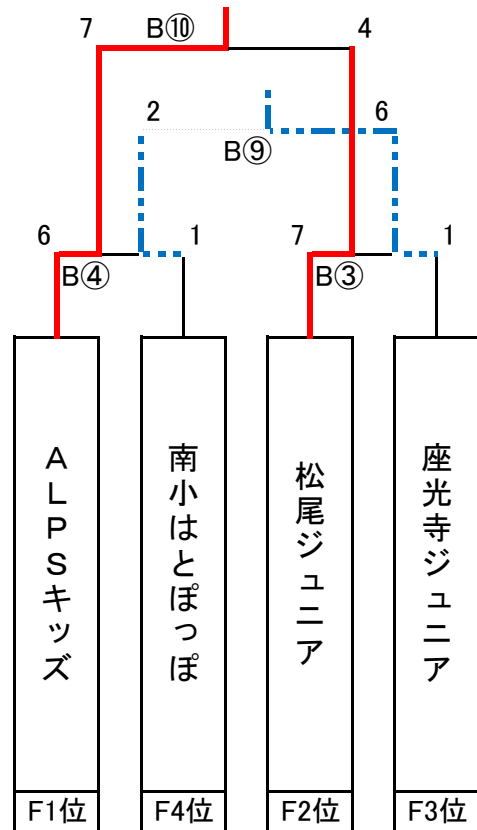 7 B⑩ 4
2 6
B⑨
6 1 7 1
B④ B③
ALPSキッズ
南小はとぽっぽ
松尾ジュニア
座光寺ジュニア
F1位 F4位 F2位 F3位